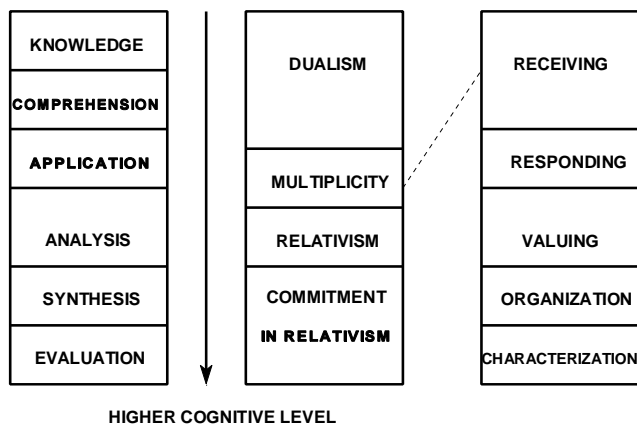 KNOWLEDGE
COMPREHENSION
APPLICATION
ANALYSIS
SYNTHESIS
EVALUATION
DUALISM
MULTIPLICITY
RELATIVISM
COMMITMENT
IN RELATIVISM
RECEIVING
RESPONDING
VALUING
ORGANIZATION
CHARACTERIZATION
HIGHER COGNITIVE LEVEL